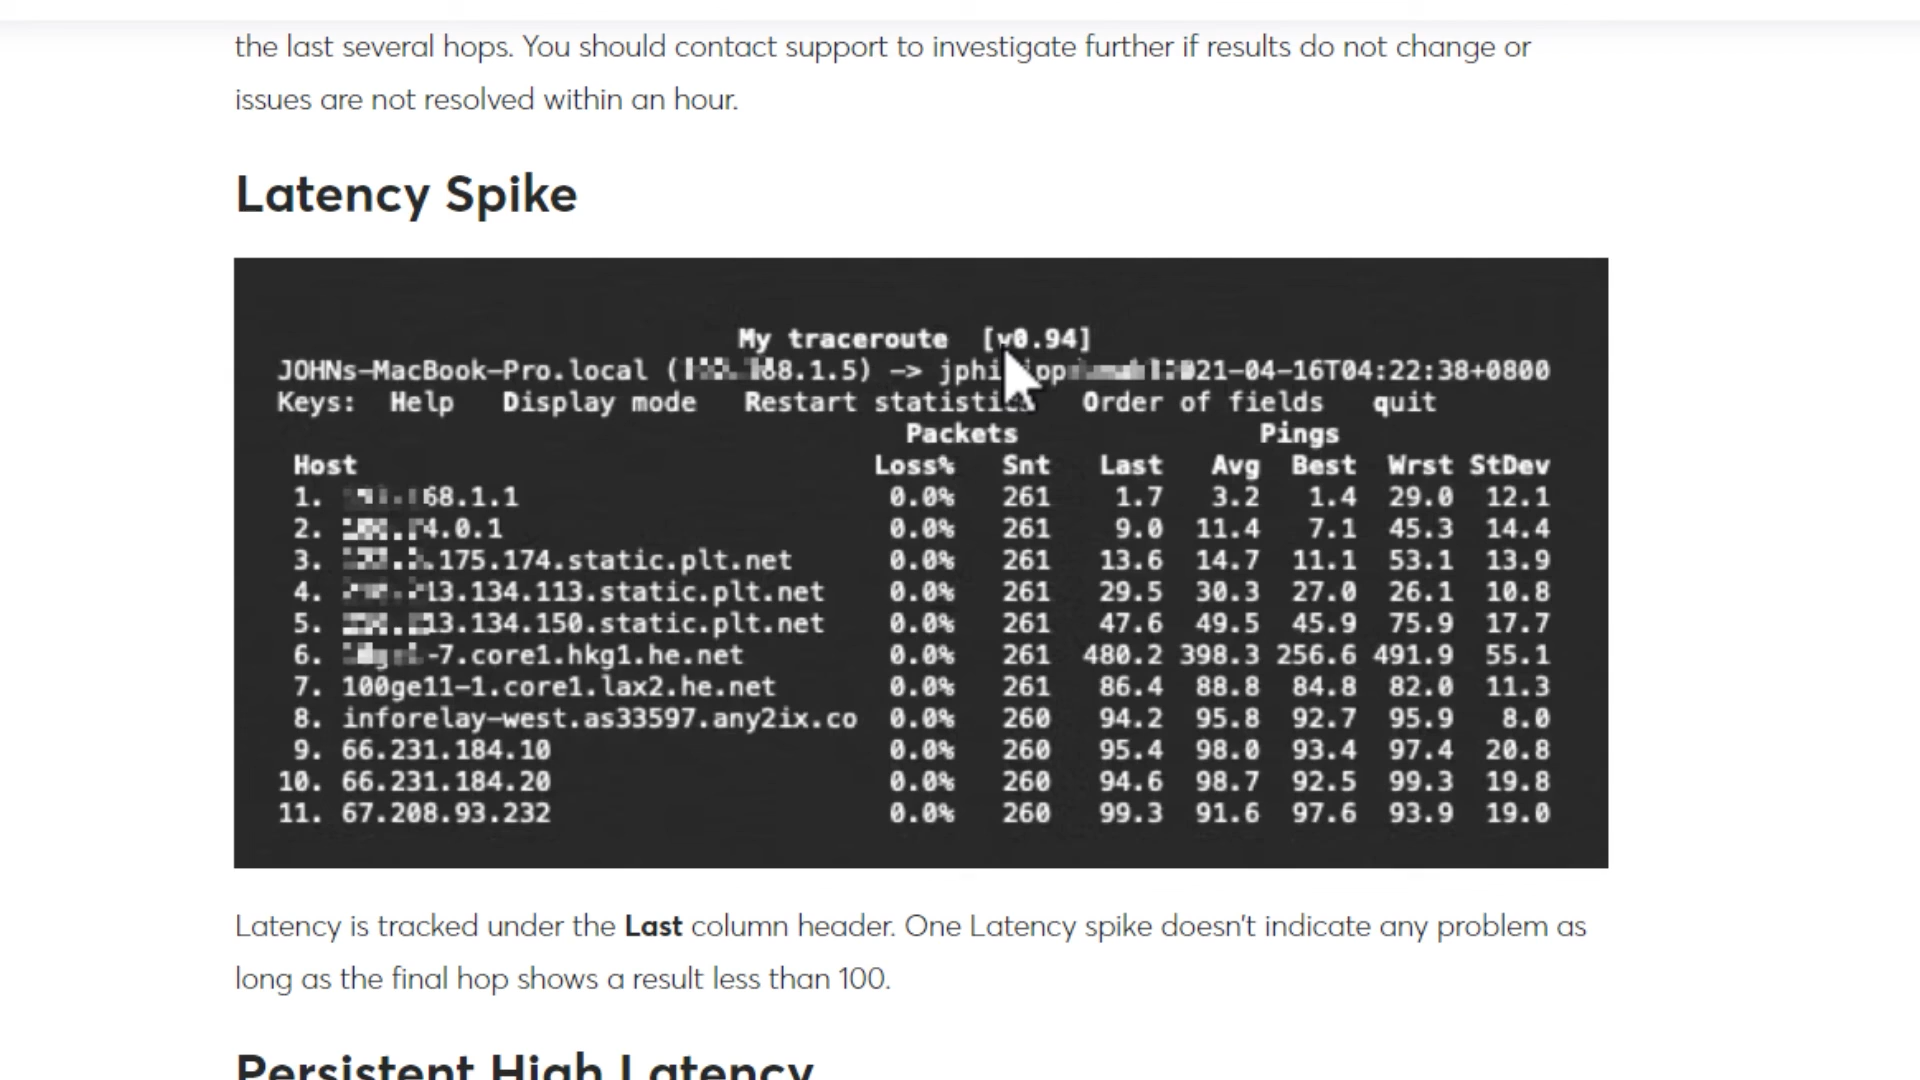 the last several hops. You should contact support to investigate further if results do not change or
issues are not resolved within an hour.
Latency Spike
My traceroute [v0.94]
JOHNs-MacBook-Pro.local ( 8.1.5) -> 21-04-16T04:22:38+0800
Keys: Help Display mode Restart statistics Order of fields quit
Packets Pings
Host Loss% Snt Last Avg Best Wrst StDev
1. 68.1.1 0.0% 261 1.7 3.2 1.4 29.0 12.1
2. 4.0.1 0.0% 261 9.0 11.4 7.1 45.3 14.4
3. .175.174.static.plt.net 0.0% 261 13.6 14.7 11.1 53.1 13.9
4. 13.134.113.static.plt.net 0.0% 261 29.5 30.3 27.0 26.1 10.8
5. 13.134.150.static.plt.net 0.0% 261 47.6 49.5 45.9 75.9 17.7
6. -7.core1.hkg1.he.net 0.0% 261 480.2 398.3 256.6 491.9 55.1
7. 100ge11-1.core1.lax2.he.net 0.0% 261 86.4 88.8 84.8 82.0 11.3
8. inforelay-west.as33597.any2ix.co 0.0% 260 94.2 95.8 92.7 95.9 8.0
9. 66.231.184.10 0.0% 260 95.4 98.0 93.4 97.4 20.8
10. 66.231.184.20 0.0% 260 94.6 98.7 92.5 99.3 19.8
11. 67.208.93.232 0.0% 260 99.3 91.6 97.6 93.9 19.0
Latency is tracked under the Last column header. One Latency spike doesn't indicate any problem as
long as the final hop shows a result less than 100.
Persistent High Latency